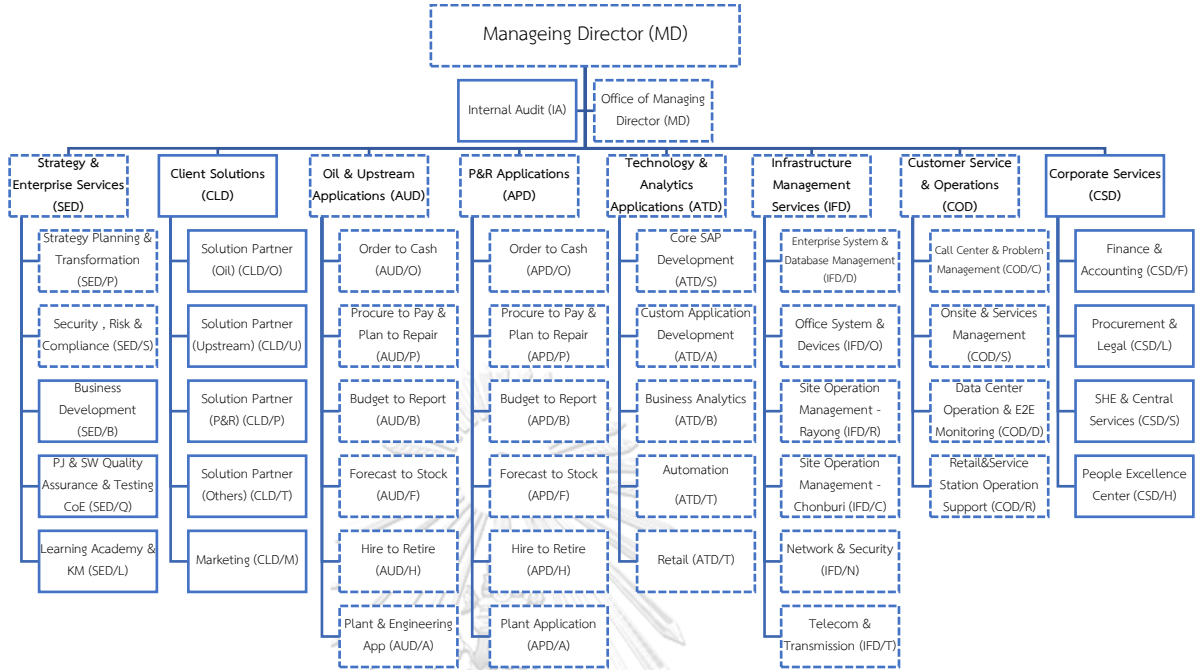 Manageing Director (MD)
Internal Audit (IA)
Office of Managing
Director (MD)
Strategy &
Enterprise Services
(SED)
Strategy Planning &
Transformation
(SED/P)
Security , Risk &
Compliance (SED/S)
Business
Development
(SED/B)
PJ & SW Quality
Assurance & Testing
CoE (SED/Q)
Learning Academy &
KM (SED/L)
Client Solutions
(CLD)
Solution Partner
(Oil) (CLD/O)
Solution Partner
(Upstream) (CLD/U)
Solution Partner
(P&R) (CLD/P)
Solution Partner
(Others) (CLD/T)
Marketing (CLD/M)
Oil & Upstream
Applications (AUD)
Order to Cash
(AUD/O)
Procure to Pay &
Plan to Repair
(AUD/P)
Budget to Report
(AUD/B)
Forecast to Stock
(AUD/F)
Hire to Retire
(AUD/H)
Plant & Engineering
App (AUD/A)
P&R Applications
(APD)
Order to Cash
(APD/O)
Procure to Pay &
Plan to Repair
(APD/P)
Budget to Report
(APD/B)
Forecast to Stock
(APD/F)
Hire to Retire
(APD/H)
Plant Application
(APD/A)
Technology &
Analytics
Applications (ATD)
Core SAP
Development
(ATD/S)
Custom Application
Development
(ATD/A)
Business Analytics
(ATD/B)
Automation
(ATD/T)
Retail (ATD/T)
Infrastructure
Management
Services (IFD)
Enterprise System &
Database Management
(IFD/D)
Office System &
Devices (IFD/O)
Site Operation
Management -
Rayong (IFD/R)
Site Operation
Management -
Chonburi (IFD/C)
Network & Security
(IFD/N)
Telecom &
Transmission (IFD/T)
Customer Service
& Operations
(COD)
Call Center & Problem
Management (COD/C)
Onsite & Services
Management
(COD/S)
Data Center
Operation & E2E
Monitoring (COD/D)
Retail&Service
Station Operation
Support (COD/R)
Corporate Services
(CSD)
Finance &
Accounting (CSD/F)
Procurement &
Legal (CSD/L)
SHE & Central
Services (CSD/S)
People Excellence
Center (CSD/H)